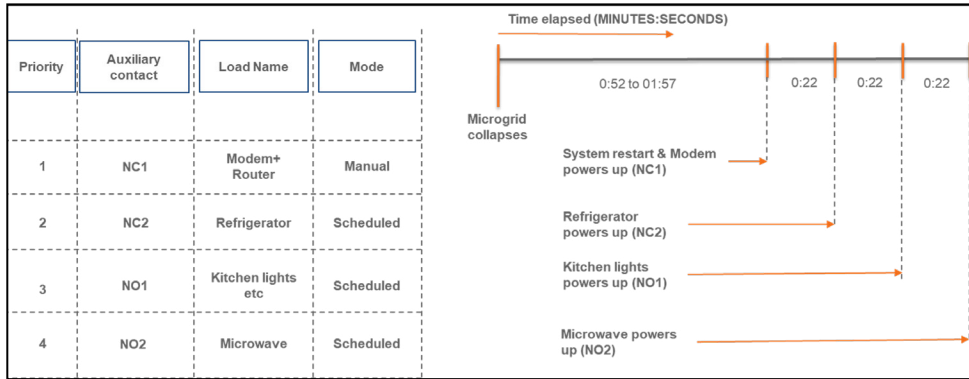 Time elapsed (MINUTES:SECONDS)
Priority
Auxiliary
contact
Load Name
Mode
0:52 to 01:57
0:22
0:22
0:22
Microgrid
collapses
1
NC1
Modem+
Router
Manual
System restart & Modem
powers up (NC1)
2
NC2
Refrigerator
Scheduled
Refrigerator
powers up (NC2)
3
NO1
Kitchen lights
etc
Scheduled
Kitchen lights
powers up (NO1)
4
NO2
Microwave
Scheduled
Microwave powers
up (NO2)